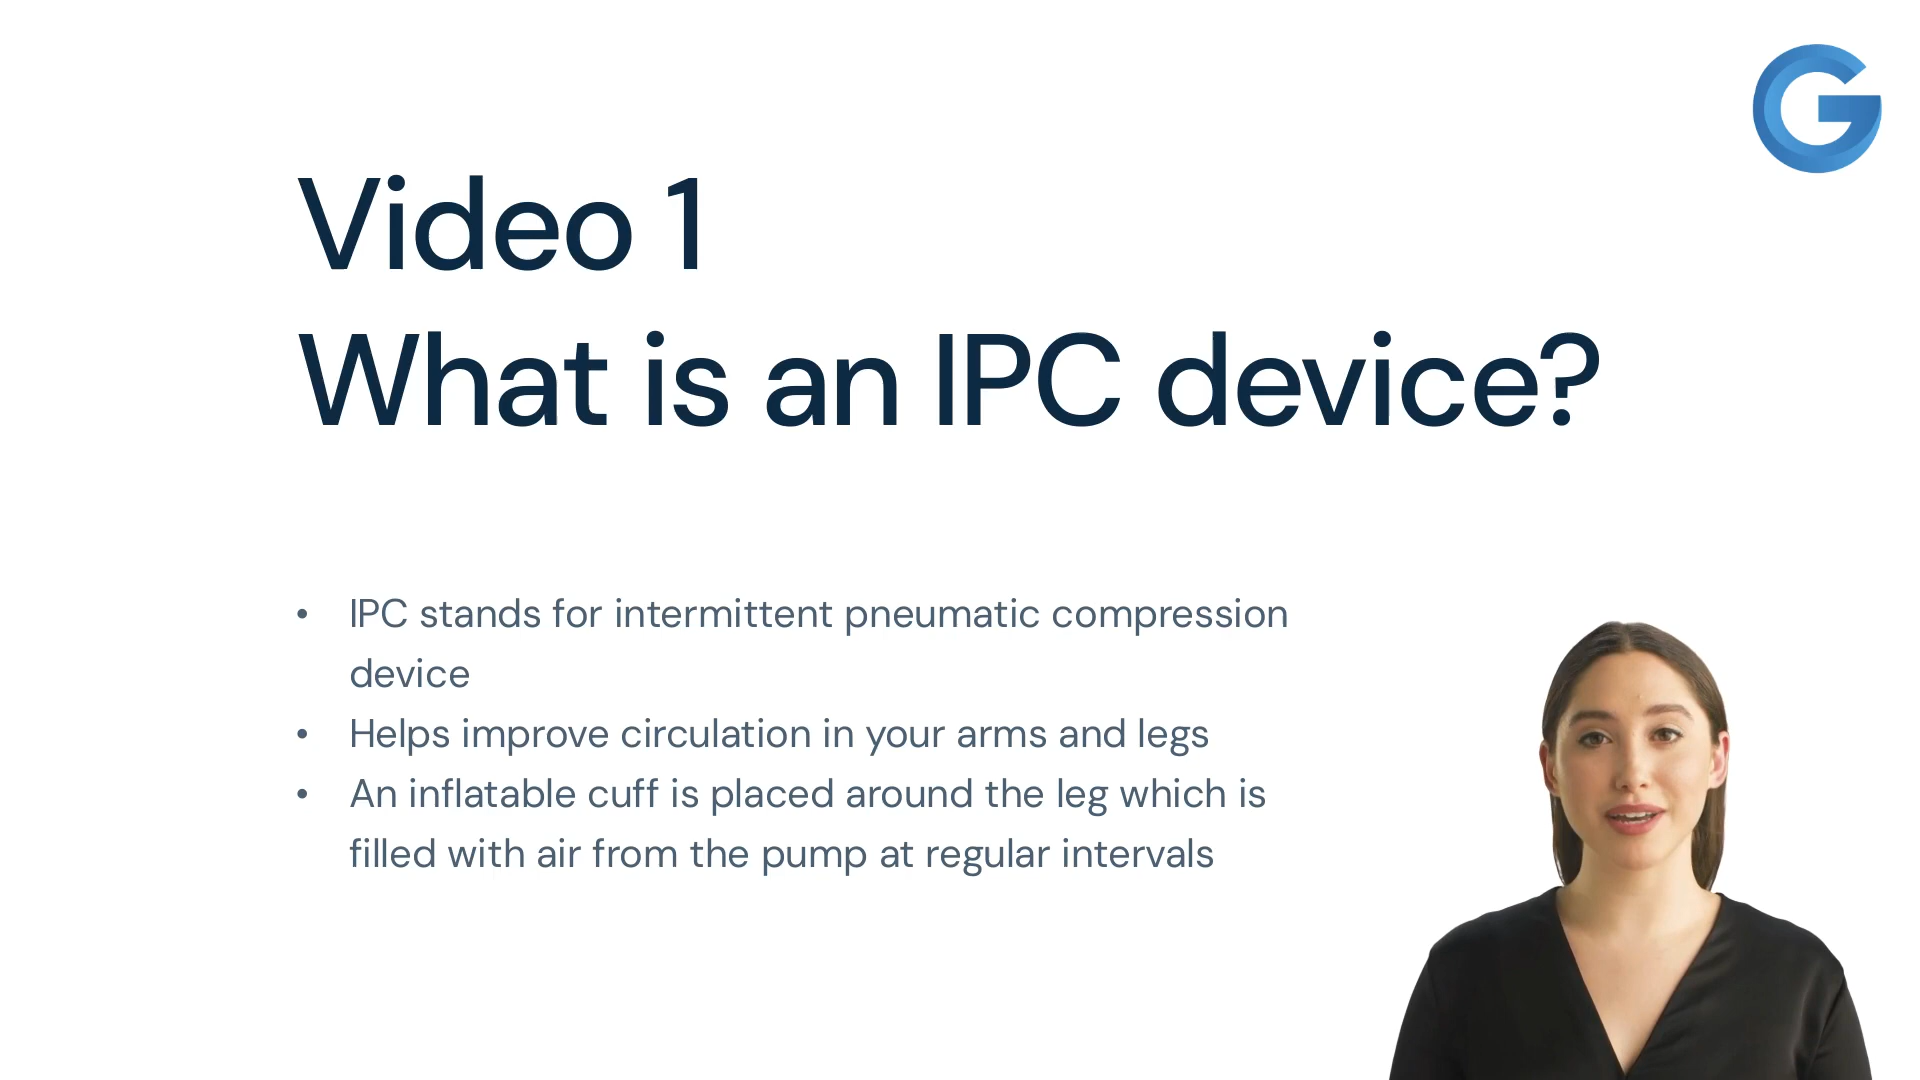 Video 1
What is an IPC device?
• IPC stands for intermittent pneumatic compression
device
• Helps improve circulation in your arms and legs
• An inflatable cuff is placed around the leg which is
filled with air from the pump at regular intervals
G